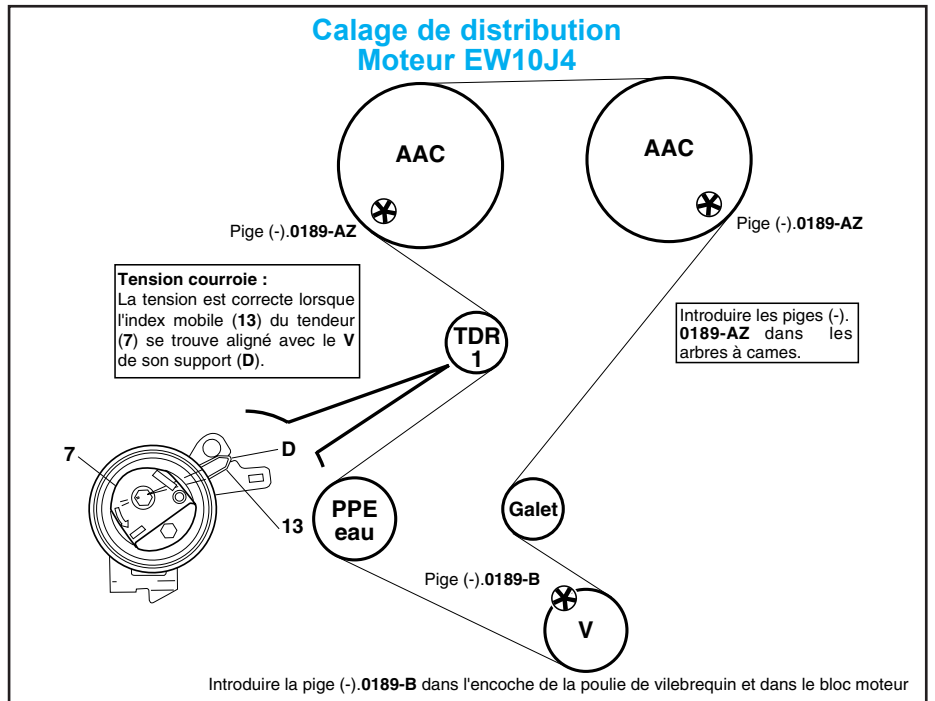 Calage de distribution
Moteur EW10J4
AAC
AAC
Pige (-).0189-AZ
Pige (-).0189-AZ
Tension courroie :
La tension est correcte lorsque
l'index mobile (13) du tendeur
(7) se trouve aligné avec le V
de son support (D).
Introduire les piges (-).
0189-AZ dans les
arbres à cames.
TDR
1
7
D
13
PPE
eau
Galet
Pige (-).0189-B
V
Introduire la pige (-).0189-B dans l'encoche de la poulie de vilebrequin et dans le bloc moteur